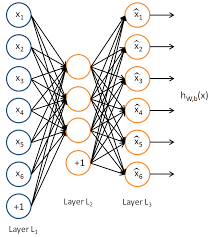 x₁
x₂
x₃
x₄
x₅
x₆
+1
Layer L₁
+1
Layer L₂
x̂₁
x̂₂
x̂₃
x̂₄
x̂₅
x̂₆
Layer L₃
h_W,b(x)